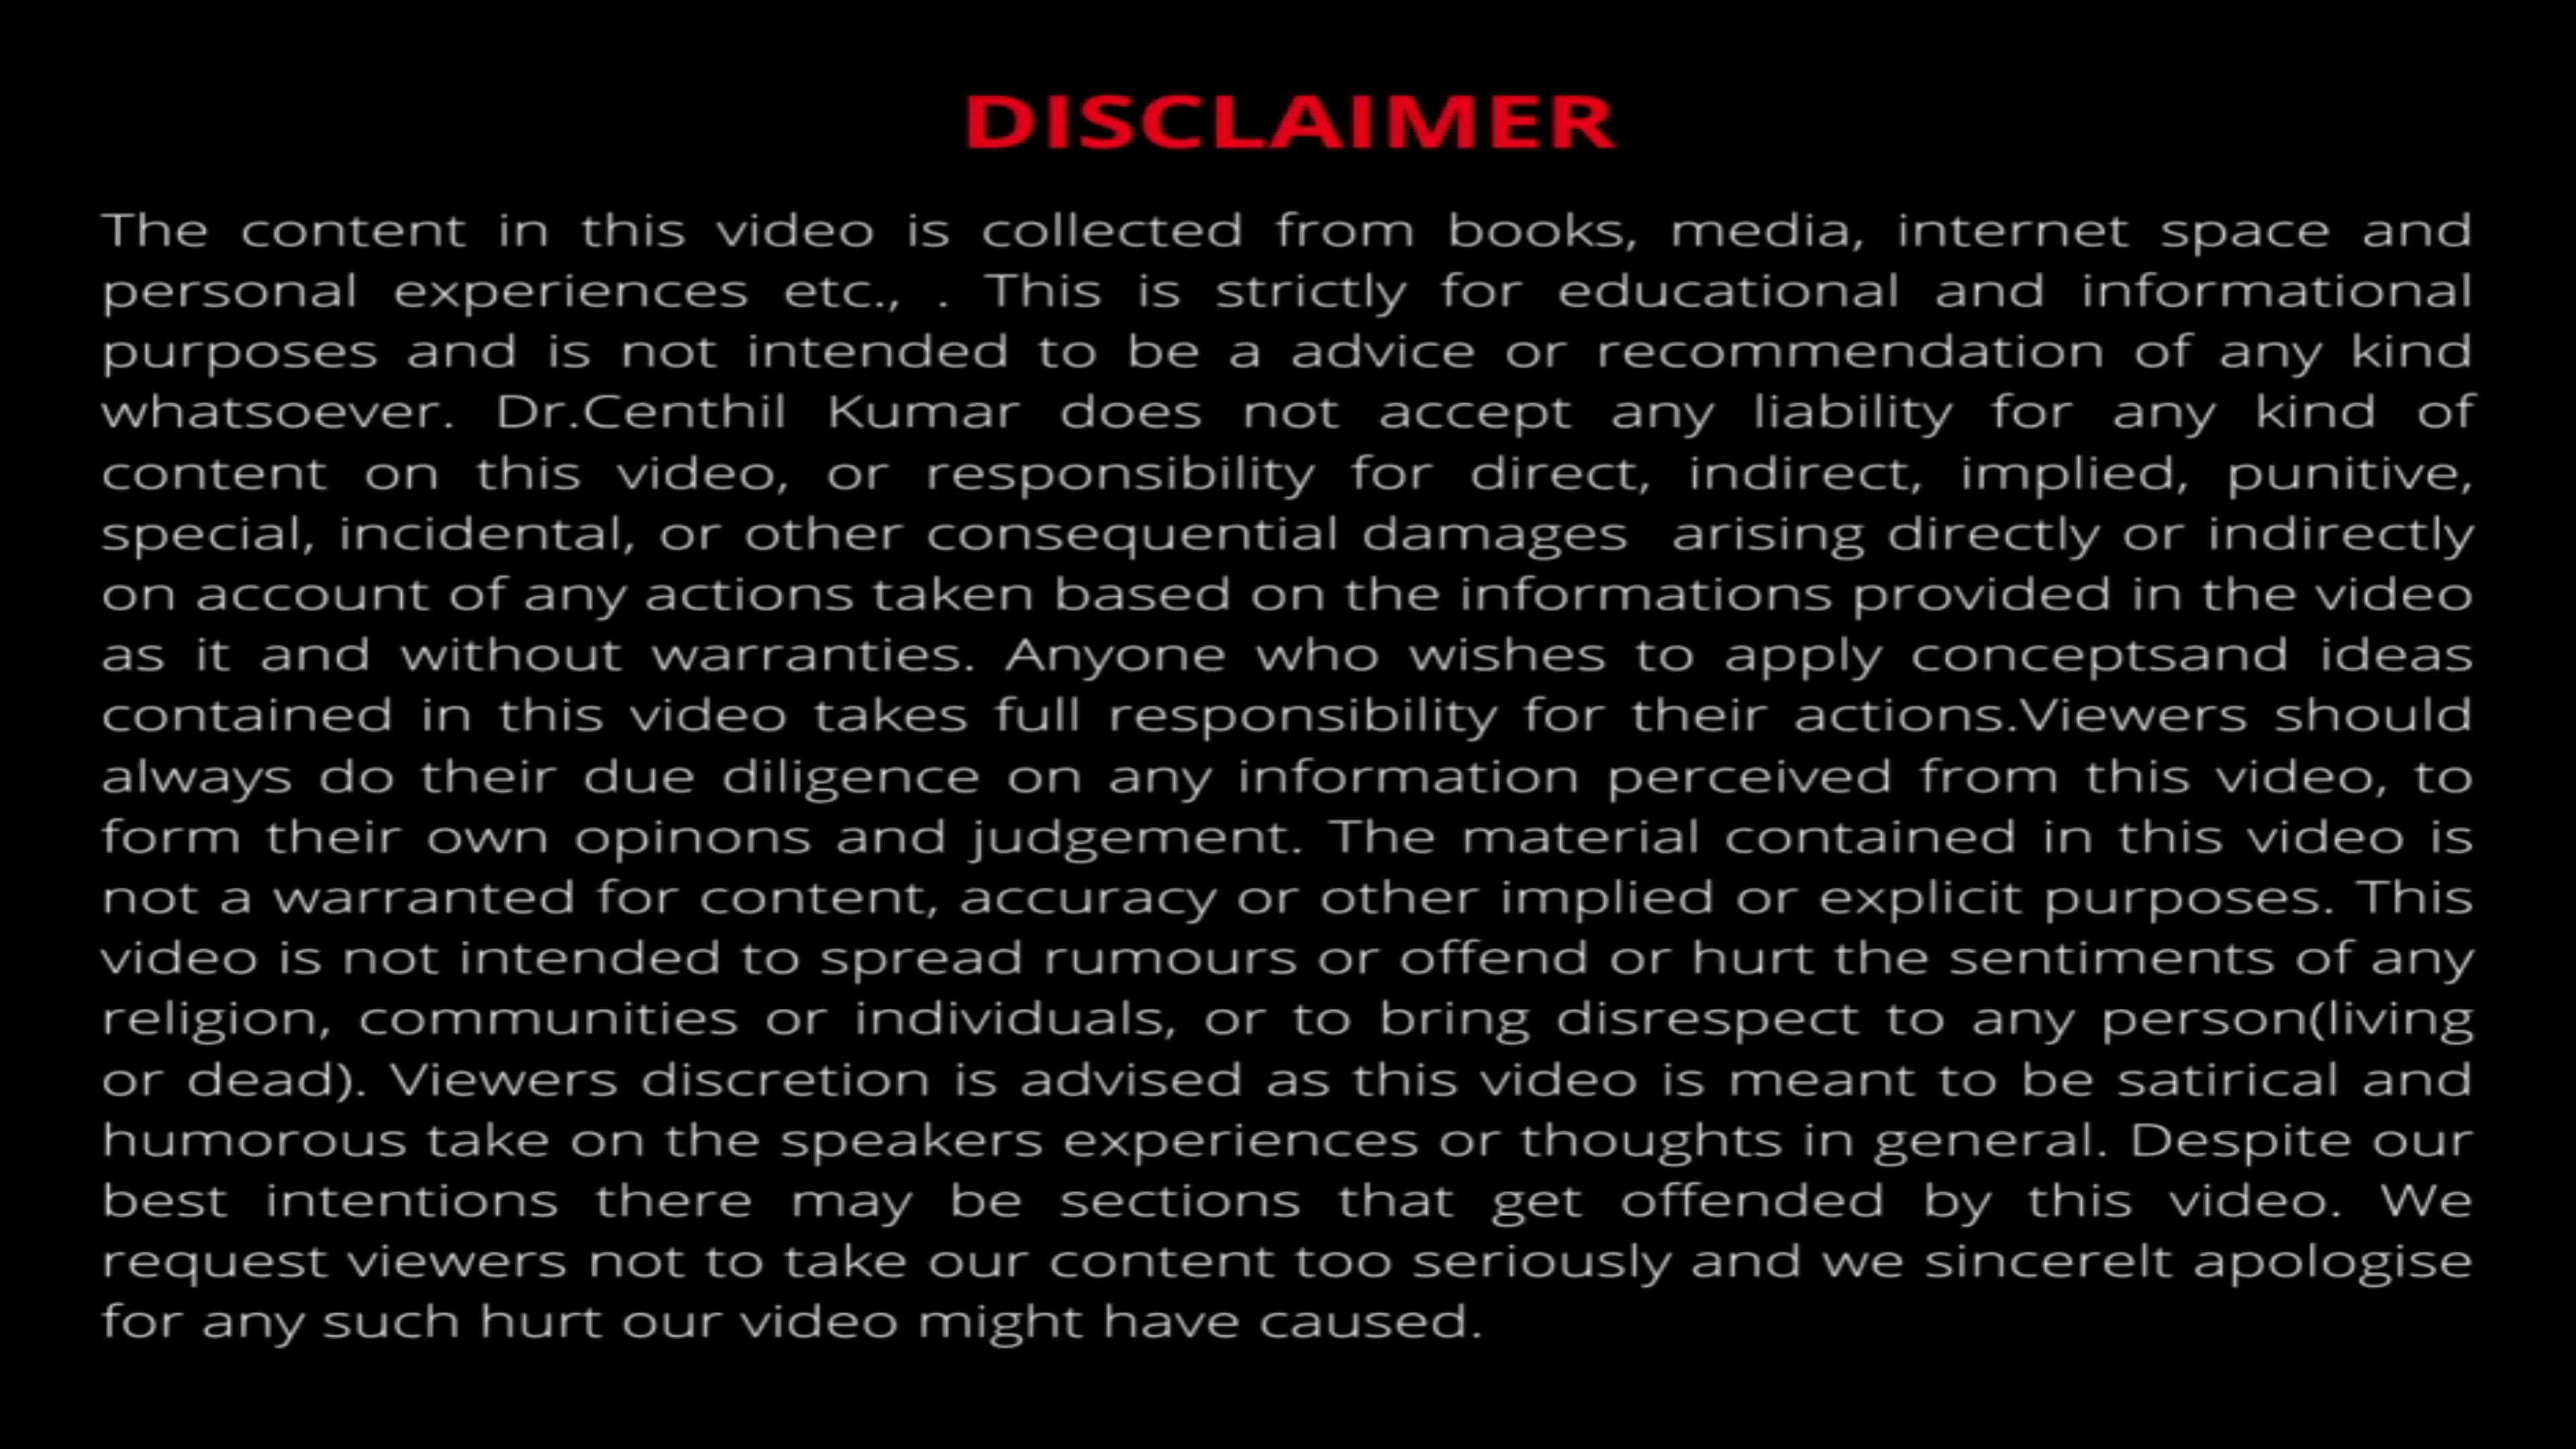 DISCLAIMER
The content in this video is collected from books, media, internet space and
personal experiences etc., . This is strictly for educational and informational
purposes and is not intended to be a advice or recommendation of any kind
whatsoever. Dr.Centhil Kumar does not accept any liability for any kind of
content on this video, or responsibility for direct, indirect, implied, punitive,
special, incidental, or other consequential damages arising directly or indirectly
on account of any actions taken based on the informations provided in the video
as it and without warranties. Anyone who wishes to apply conceptsand ideas
contained in this video takes full responsibility for their actions.Viewers should
always do their due diligence on any information perceived from this video, to
form their own opinons and judgement. The material contained in this video is
not a warranted for content, accuracy or other implied or explicit purposes. This
video is not intended to spread rumours or offend or hurt the sentiments of any
religion, communities or individuals, or to bring disrespect to any person(living
or dead). Viewers discretion is advised as this video is meant to be satirical and
humorous take on the speakers experiences or thoughts in general. Despite our
best intentions there may be sections that get offended by this video. We
request viewers not to take our content too seriously and we sincerelt apologise
for any such hurt our video might have caused.